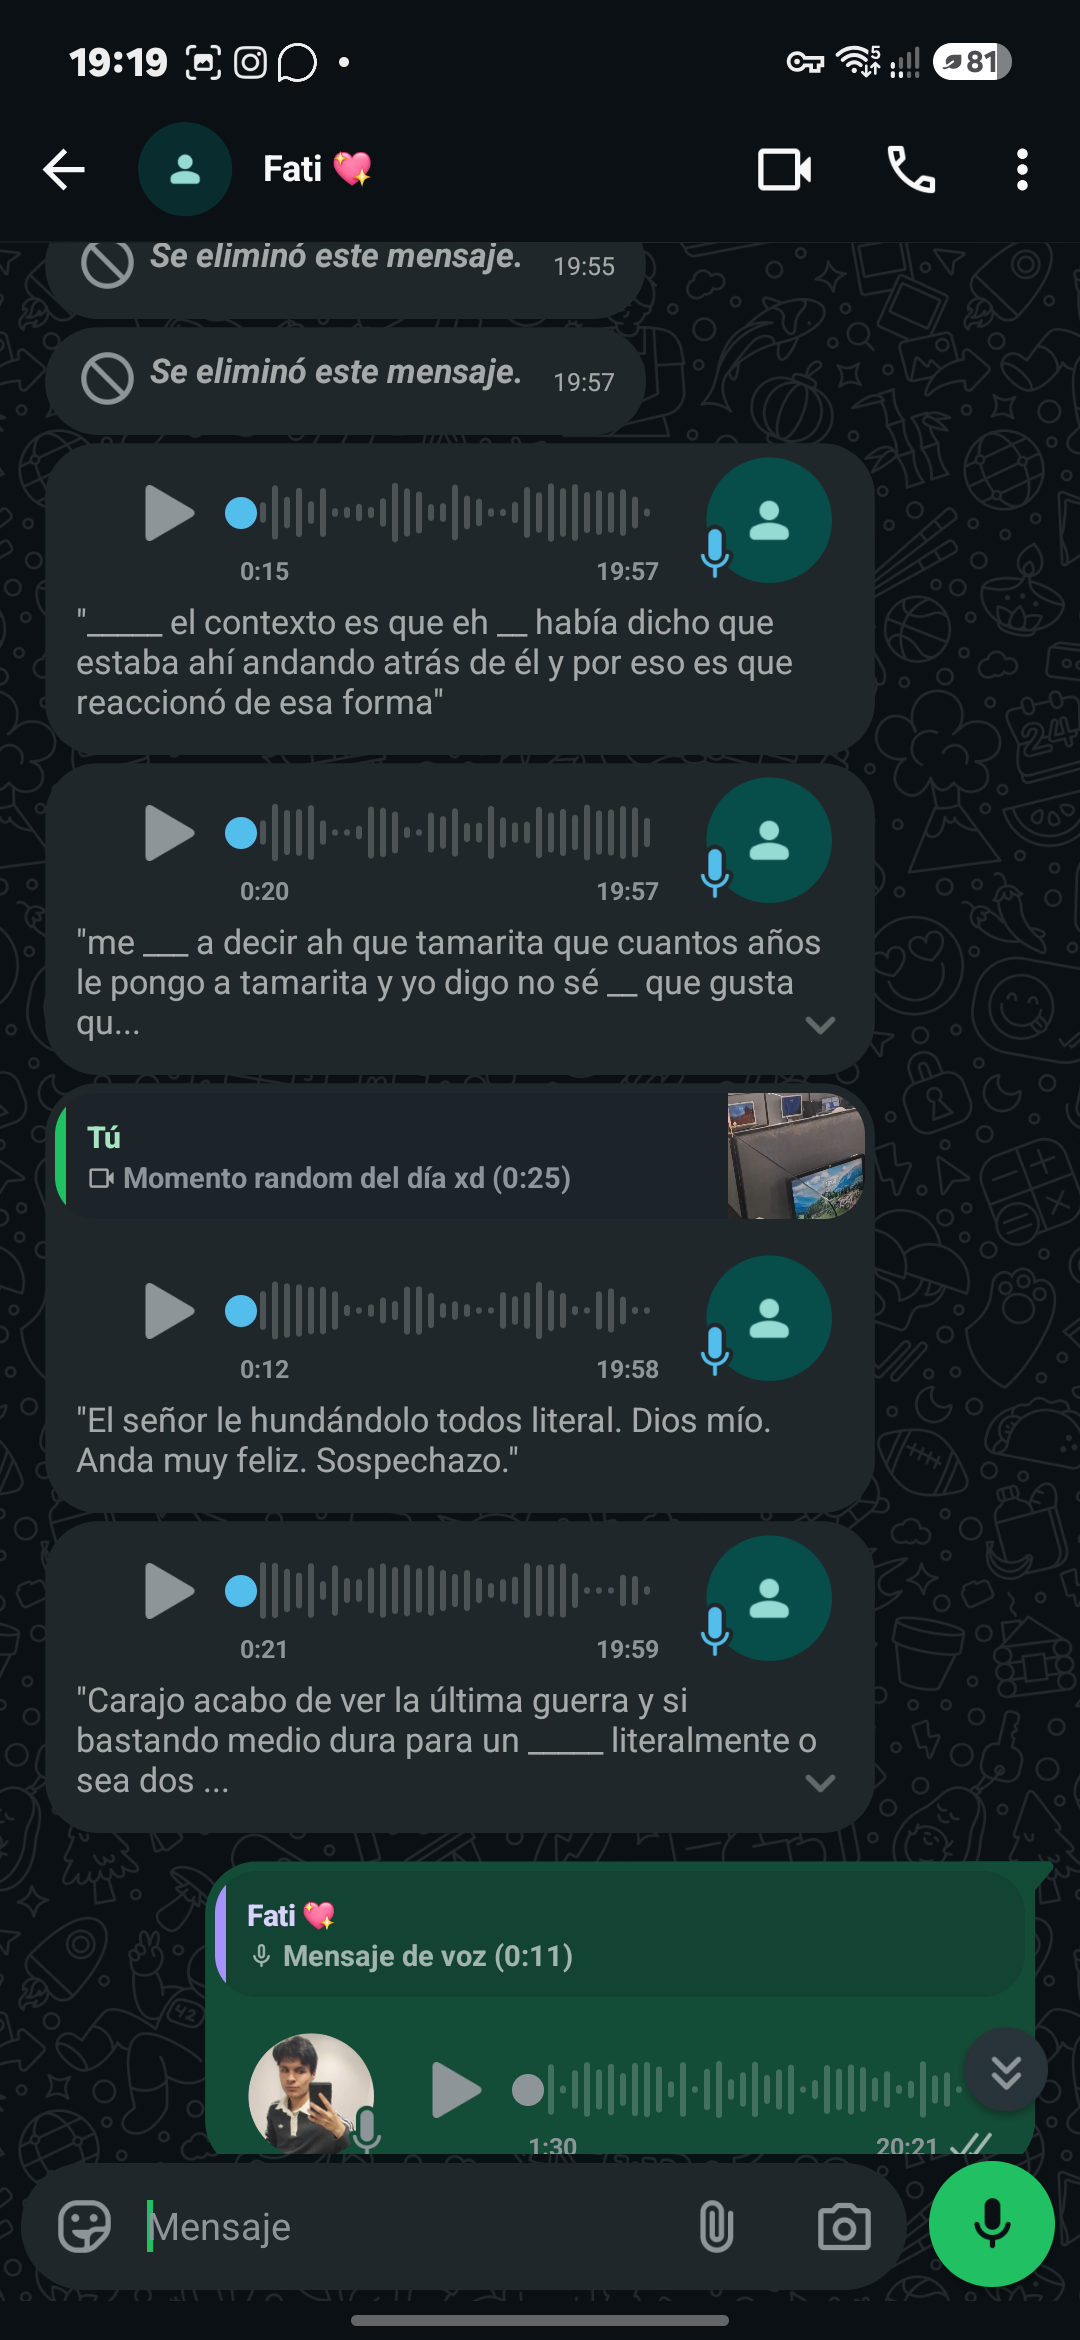 19:19
5
81
Fati 💖
Se eliminó este mensaje. 19:55
Se eliminó este mensaje. 19:57
0:15 19:57
"_____ el contexto es que eh __ había dicho que
estaba ahí andando atrás de él y por eso es que
reaccionó de esa forma"
0:20 19:57
"me ___ a decir ah que tamarita que cuantos años
le pongo a tamarita y yo digo no sé __ que gusta
qu...
Tú
Momento random del día xd (0:25)
0:12 19:58
"El señor le hundándolo todos literal. Dios mío.
Anda muy feliz. Sospechazo."
0:21 19:59
"Carajo acabo de ver la última guerra y si
bastando medio dura para un _____ literalmente o
sea dos ...
Fati 💖
Mensaje de voz (0:11)
1:30 20:21
Mensaje